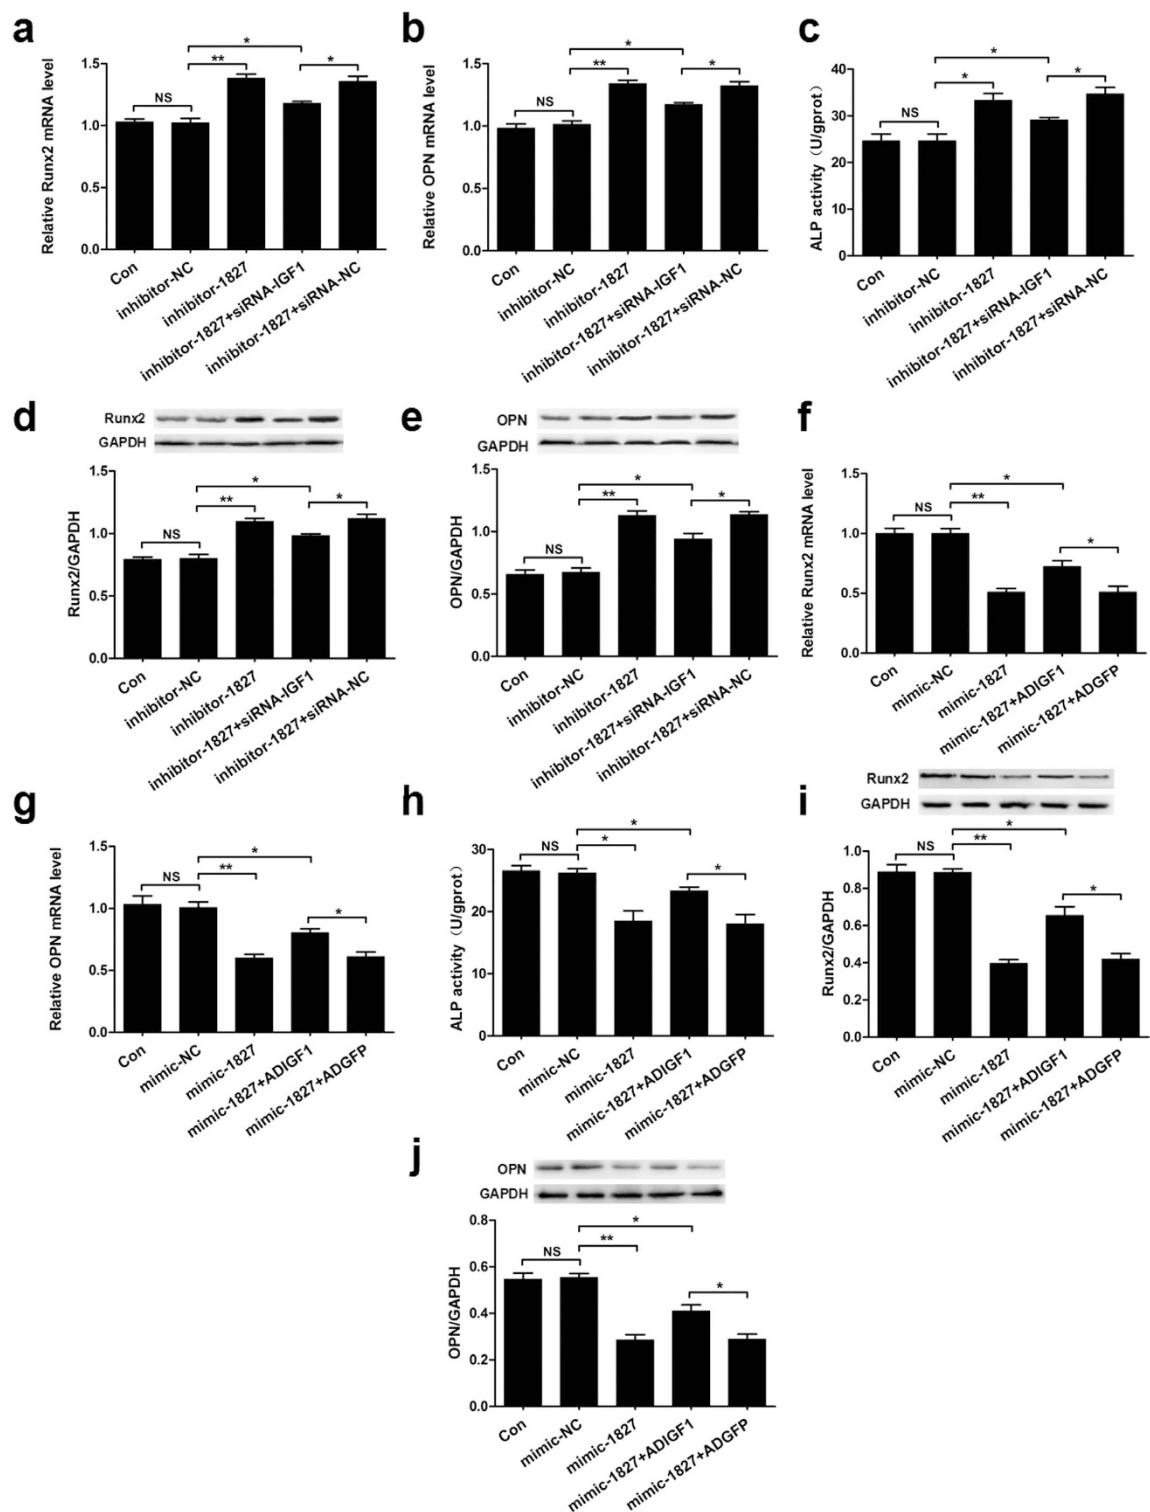 a
Relative Runx2 mRNA level
1.5
1.0
0.5
0.0
NS
**
*
*
Con
inhibitor-NC
inhibitor-1827
inhibitor-1827+siRNA-IGF1
inhibitor-1827+siRNA-NC
b
Relative OPN mRNA level
1.5
1.0
0.5
0.0
NS
**
*
*
Con
inhibitor-NC
inhibitor-1827
inhibitor-1827+siRNA-IGF1
inhibitor-1827+siRNA-NC
c
ALP activity（U/gprot）
40
30
20
10
0
NS
*
*
*
Con
inhibitor-NC
inhibitor-1827
inhibitor-1827+siRNA-IGF1
inhibitor-1827+siRNA-NC
d
Runx2
GAPDH
Runx2/GAPDH
1.5
1.0
0.5
0.0
NS
**
*
*
Con
inhibitor-NC
inhibitor-1827
inhibitor-1827+siRNA-IGF1
inhibitor-1827+siRNA-NC
e
OPN
GAPDH
OPN/GAPDH
1.5
1.0
0.5
0.0
NS
**
*
*
Con
inhibitor-NC
inhibitor-1827
inhibitor-1827+siRNA-IGF1
inhibitor-1827+siRNA-NC
f
Relative Runx2 mRNA level
1.5
1.0
0.5
0.0
NS
**
*
*
Con
mimic-NC
mimic-1827
mimic-1827+ADIGF1
mimic-1827+ADGFP
g
Relative OPN mRNA level
1.5
1.0
0.5
0.0
NS
**
*
*
Con
mimic-NC
mimic-1827
mimic-1827+ADIGF1
mimic-1827+ADGFP
h
ALP activity（U/gprot）
30
20
10
0
NS
*
*
*
Con
mimic-NC
mimic-1827
mimic-1827+ADIGF1
mimic-1827+ADGFP
i
Runx2
GAPDH
Runx2/GAPDH
1.0
0.8
0.6
0.4
0.2
0.0
NS
**
*
*
Con
mimic-NC
mimic-1827
mimic-1827+ADIGF1
mimic-1827+ADGFP
j
OPN
GAPDH
OPN/GAPDH
0.8
0.6
0.4
0.2
0.0
NS
**
*
*
Con
mimic-NC
mimic-1827
mimic-1827+ADIGF1
mimic-1827+ADGFP